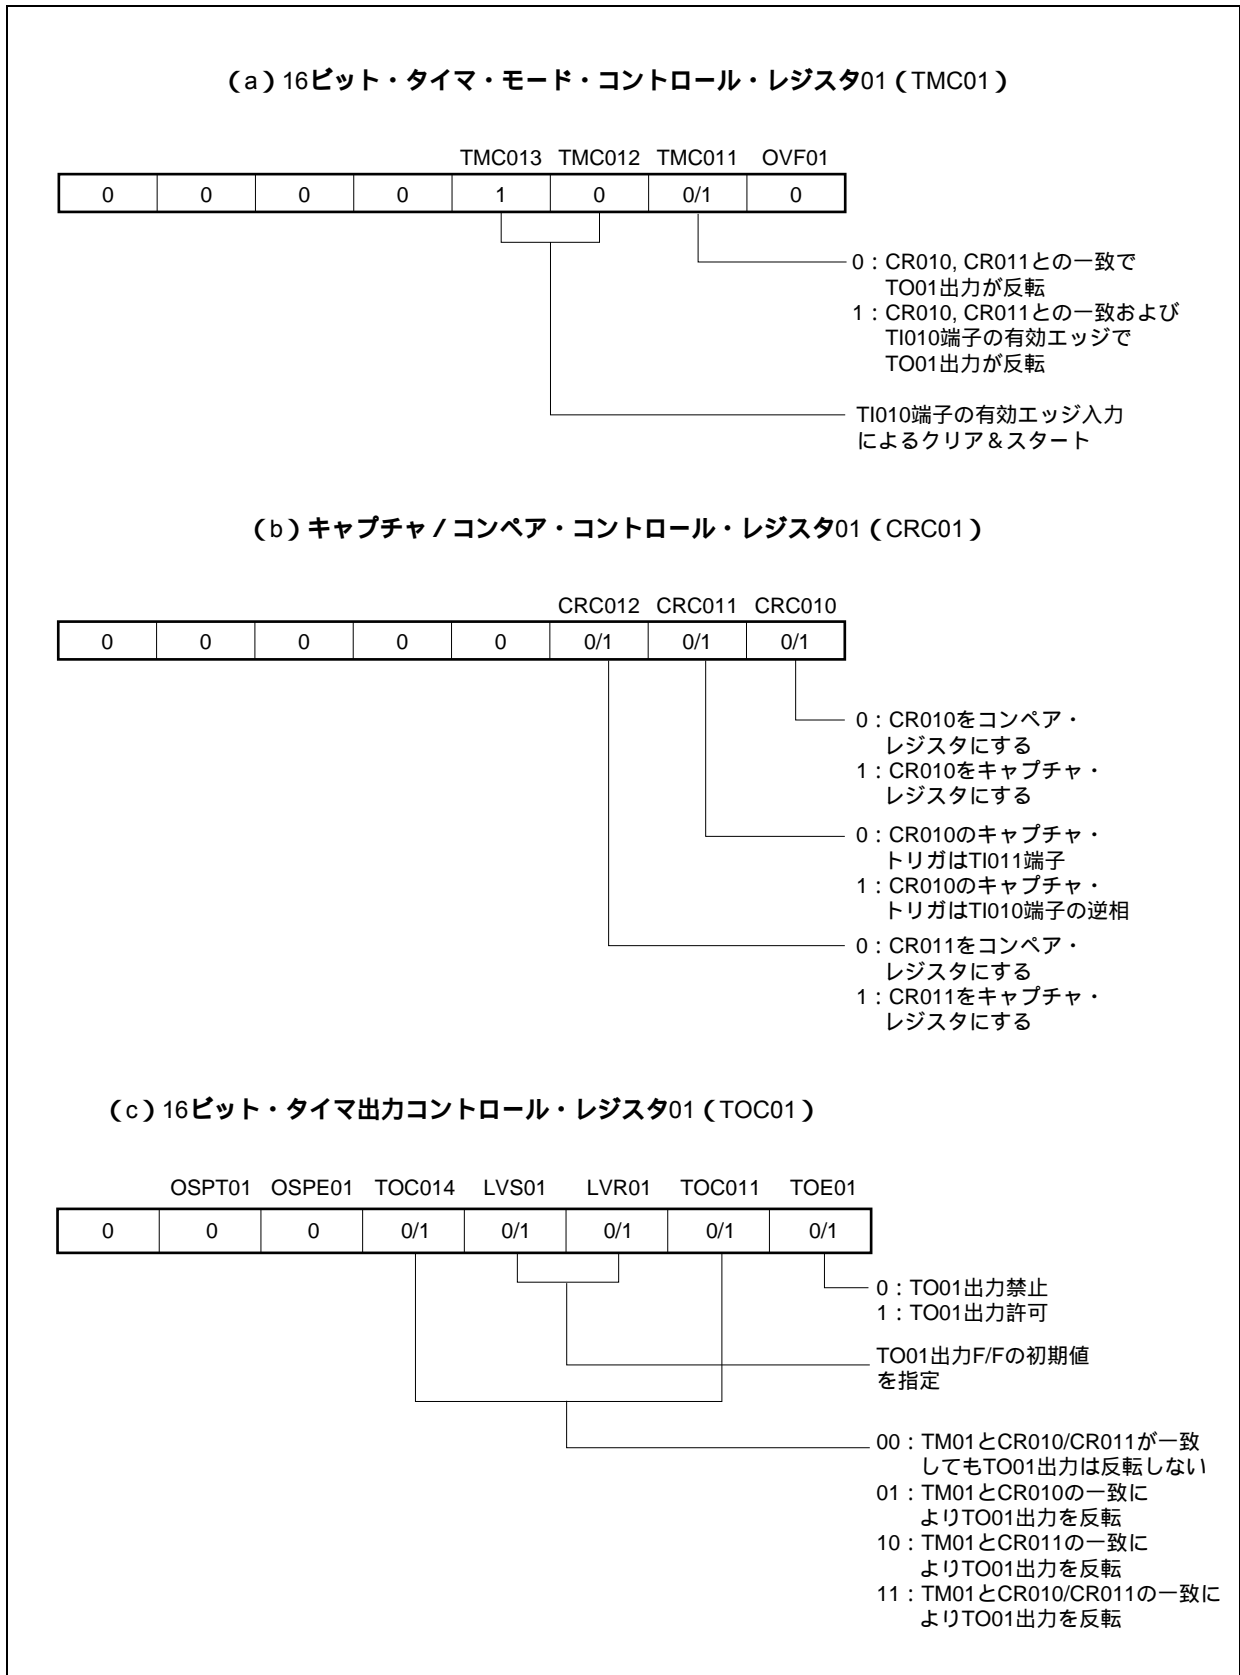 （a）16ビット・タイマ・モード・コントロール・レジスタ01（TMC01）
TMC013 TMC012 TMC011 OVF01
0 0 0 0 1 0 0/1 0
0：CR010, CR011との一致で
TO01出力が反転
1：CR010, CR011との一致および
TI010端子の有効エッジで
TO01出力が反転
TI010端子の有効エッジ入力
によるクリア＆スタート
（b）キャプチャ／コンペア・コントロール・レジスタ01（CRC01）
CRC012 CRC011 CRC010
0 0 0 0 0 0/1 0/1 0/1
0：CR010をコンペア・
レジスタにする
1：CR010をキャプチャ・
レジスタにする
0：CR010のキャプチャ・
トリガはTI011端子
1：CR010のキャプチャ・
トリガはTI010端子の逆相
0：CR011をコンペア・
レジスタにする
1：CR011をキャプチャ・
レジスタにする
（c）16ビット・タイマ出力コントロール・レジスタ01（TOC01）
OSPT01 OSPE01 TOC014 LVS01 LVR01 TOC011 TOE01
0 0 0 0/1 0/1 0/1 0/1 0/1
0：TO01出力禁止
1：TO01出力許可
TO01出力F/Fの初期値
を指定
00：TM01とCR010/CR011が一致
してもTO01出力は反転しない
01：TM01とCR010の一致に
よりTO01出力を反転
10：TM01とCR011の一致に
よりTO01出力を反転
11：TM01とCR010/CR011の一致に
よりTO01出力を反転